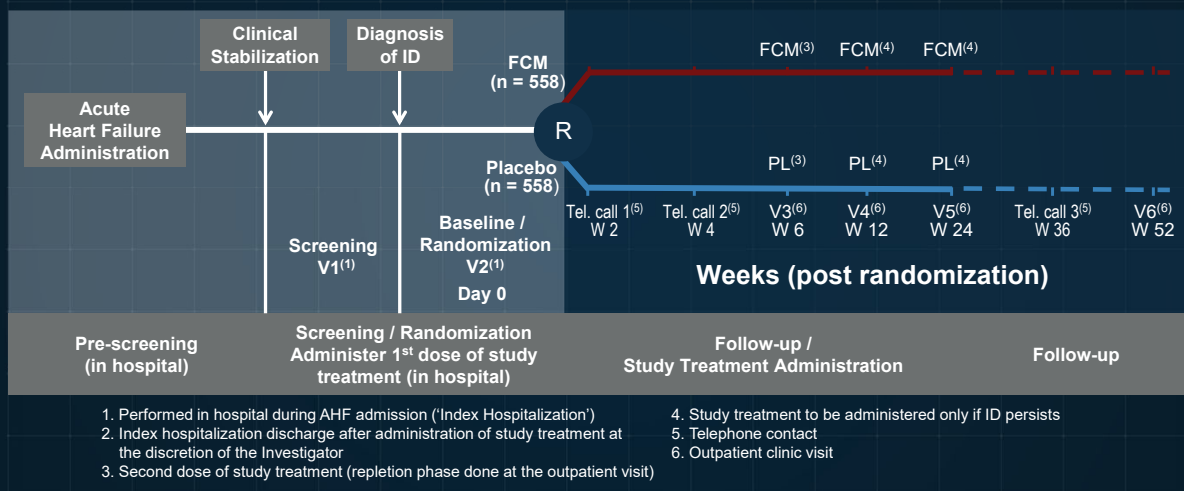 Clinical
Stabilization
Diagnosis
of ID
Acute
Heart Failure
Administration
FCM
(n = 558)
R
Placebo
(n = 558)
FCM(3)
FCM(4)
FCM(4)
PL(3)
PL(4)
PL(4)
Tel. call 1(5)
W 2
Tel. call 2(5)
W 4
V3(6)
W 6
V4(6)
W 12
V5(6)
W 24
Tel. call 3(5)
W 36
V6(6)
W 52
Screening
V1(1)
Baseline /
Randomization
V2(1)
Day 0
Weeks (post randomization)
Pre-screening
(in hospital)
Screening / Randomization
Administer 1st dose of study
treatment (in hospital)
Follow-up /
Study Treatment Administration
Follow-up
1. Performed in hospital during AHF admission (‘Index Hospitalization’)
2. Index hospitalization discharge after administration of study treatment at
the discretion of the Investigator
3. Second dose of study treatment (repletion phase done at the outpatient visit)
4. Study treatment to be administered only if ID persists
5. Telephone contact
6. Outpatient clinic visit